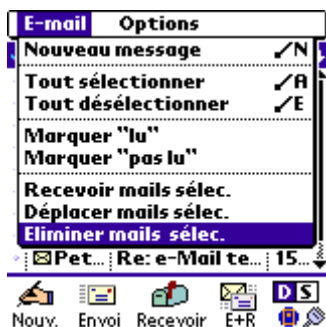 E-mail Options
Nouveau message ✓N
Tout sélectionner ✓A
Tout désélectionner ✓E
Marquer "lu"
Marquer "pas lu"
Recevoir mails sélec.
Déplacer mails sélec.
Eliminer mails sélec.
Pet... Re: e-Mail te... 15...
D S
Nouv. Envoi Recevoir E+R